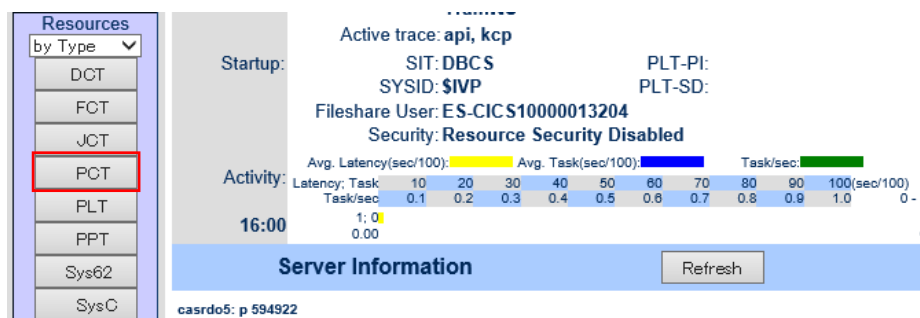 Resources
by Type
DCT
FCT
JCT
PCT
PLT
PPT
Sys62
SysC
Active trace: api, kcp
Startup: SIT: DBCS PLT-PI:
SYSID: $IVP PLT-SD:
Fileshare User: ES-CICS10000013204
Security: Resource Security Disabled
Avg. Latency(sec/100): Avg. Task(sec/100): Task/sec:
Activity: Latency; Task 10 20 30 40 50 60 70 80 90 100(sec/100)
Task/sec 0.1 0.2 0.3 0.4 0.5 0.6 0.7 0.8 0.9 1.0 0 -
16:00 1; 0
0.00
Server Information Refresh
casrdo5: p 594922